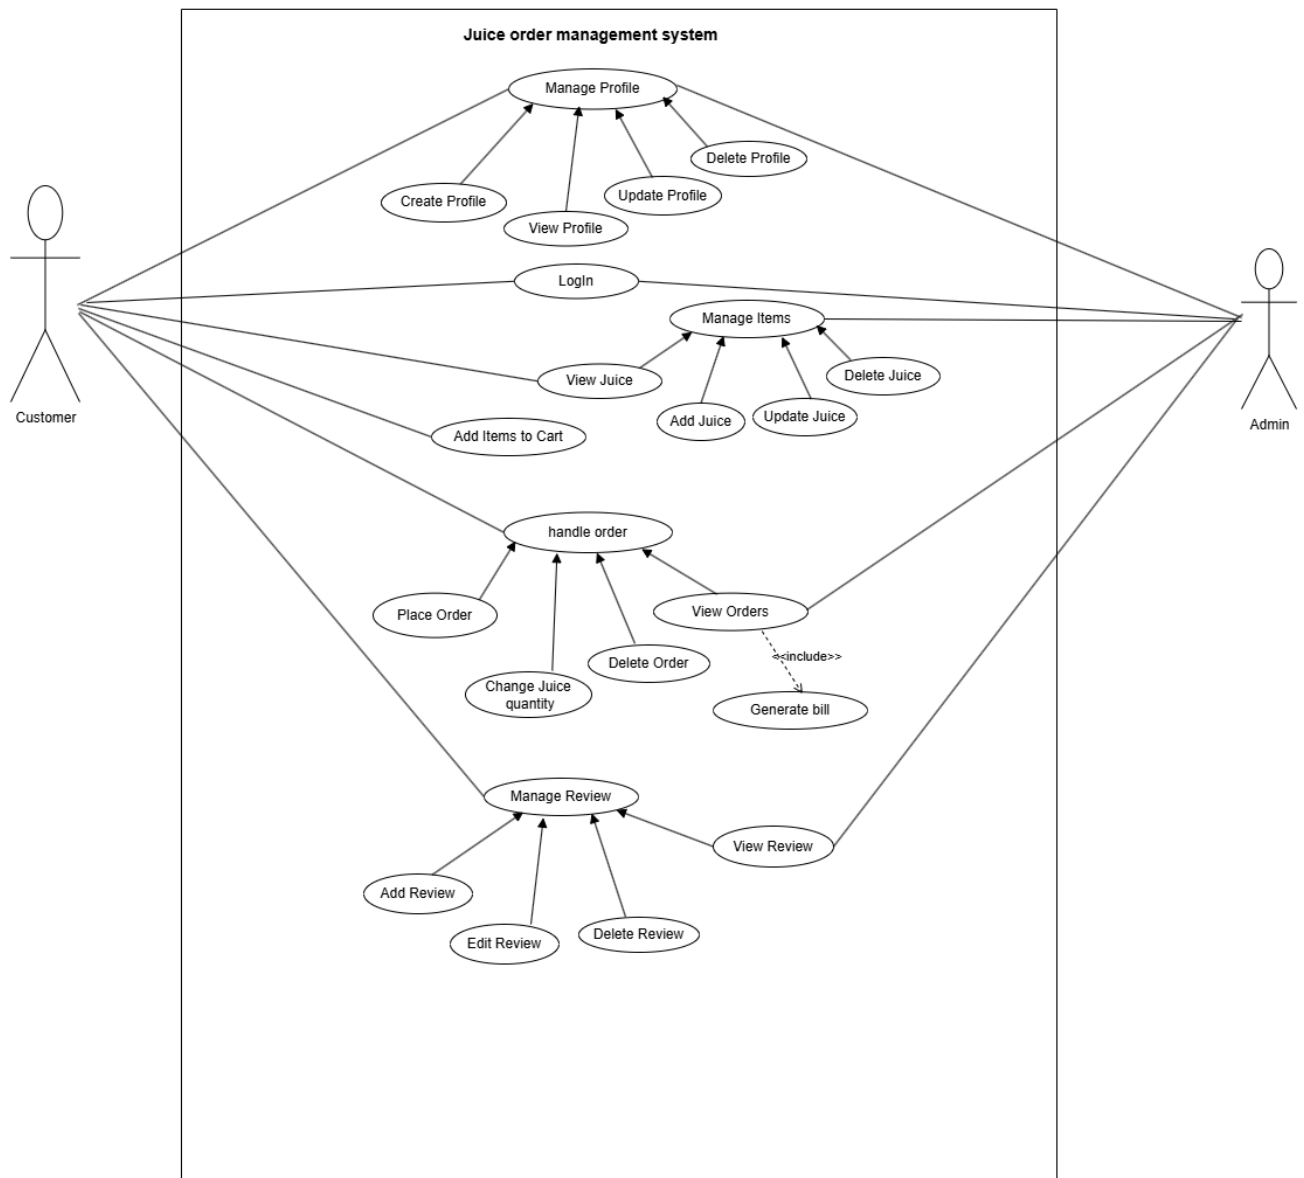 Juice order management system
Manage Profile
Delete Profile
Update Profile
Create Profile
View Profile
LogIn
Manage Items
View Juice
Delete Juice
Add Juice
Update Juice
Add Items to Cart
Customer
Admin
handle order
Place Order
View Orders
Delete Order
<<include>>
Change Juice
quantity
Generate bill
Manage Review
View Review
Add Review
Edit Review
Delete Review